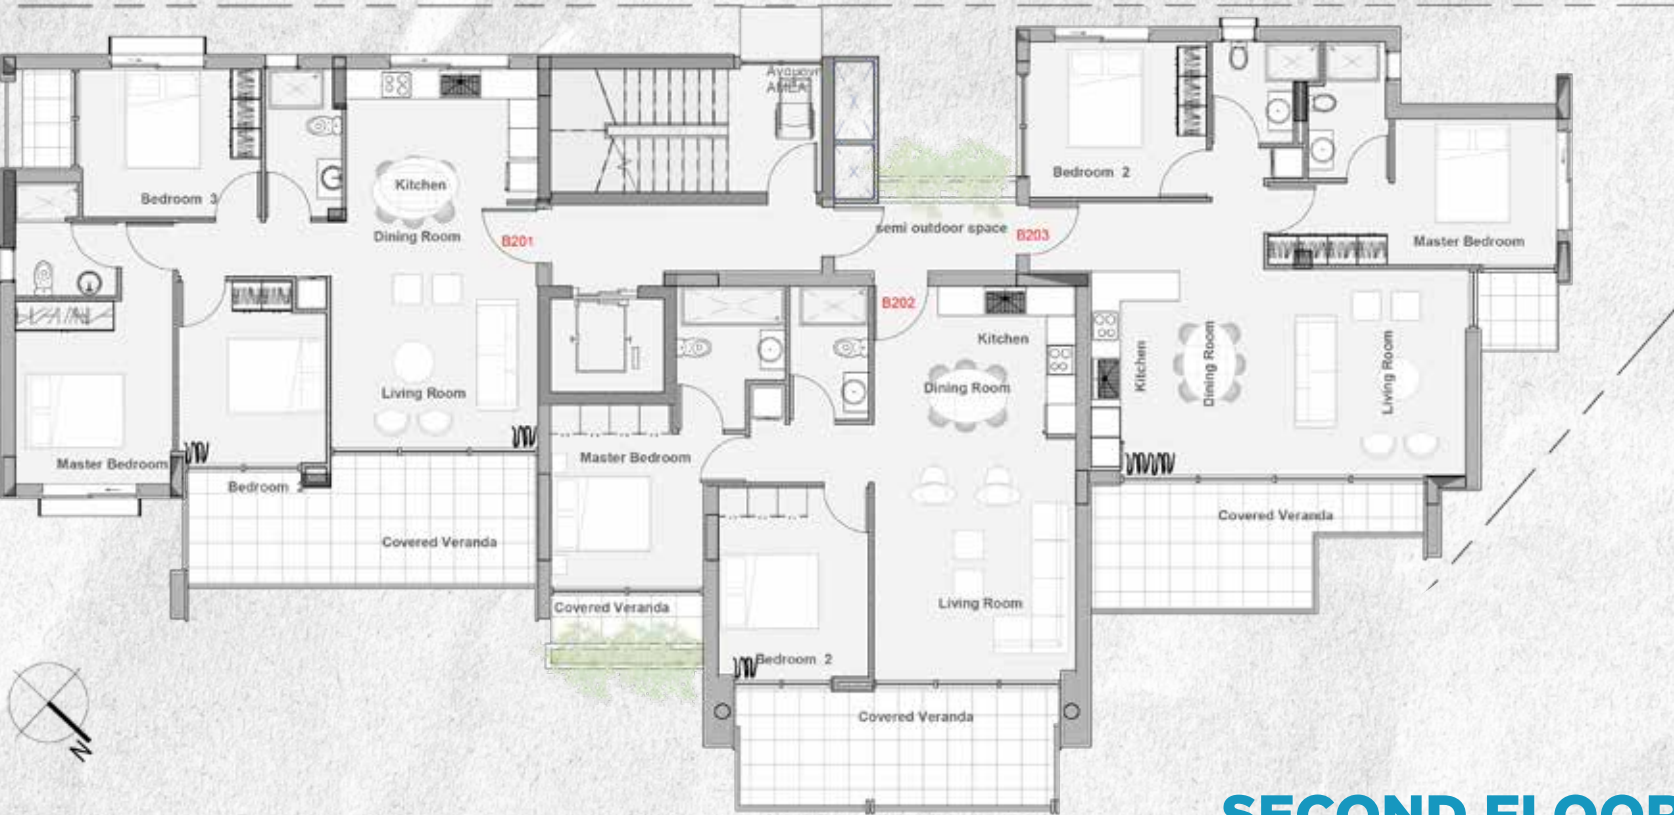 Αναμονή
ΑΜΕΑ
Bedroom 3
Kitchen
Dining Room
B201
Living Room
Master Bedroom
Bedroom 2
Covered Veranda
semi outdoor space
B203
B202
Kitchen
Dining Room
Master Bedroom
Living Room
Covered Veranda
Bedroom 2
Covered Veranda
Bedroom 2
Master Bedroom
Kitchen
Dining Room
Living Room
Covered Veranda
N
SECOND FLOOR